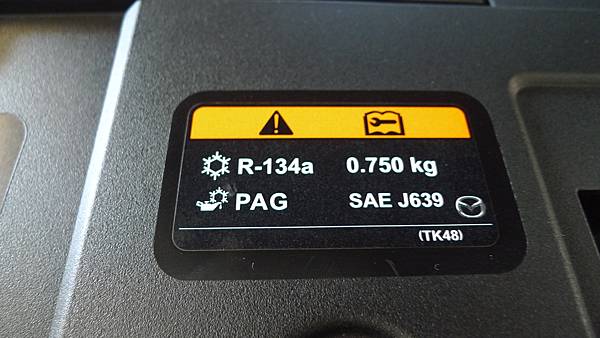 R-134a 0.750 kg
PAG SAE J639
(TK48)